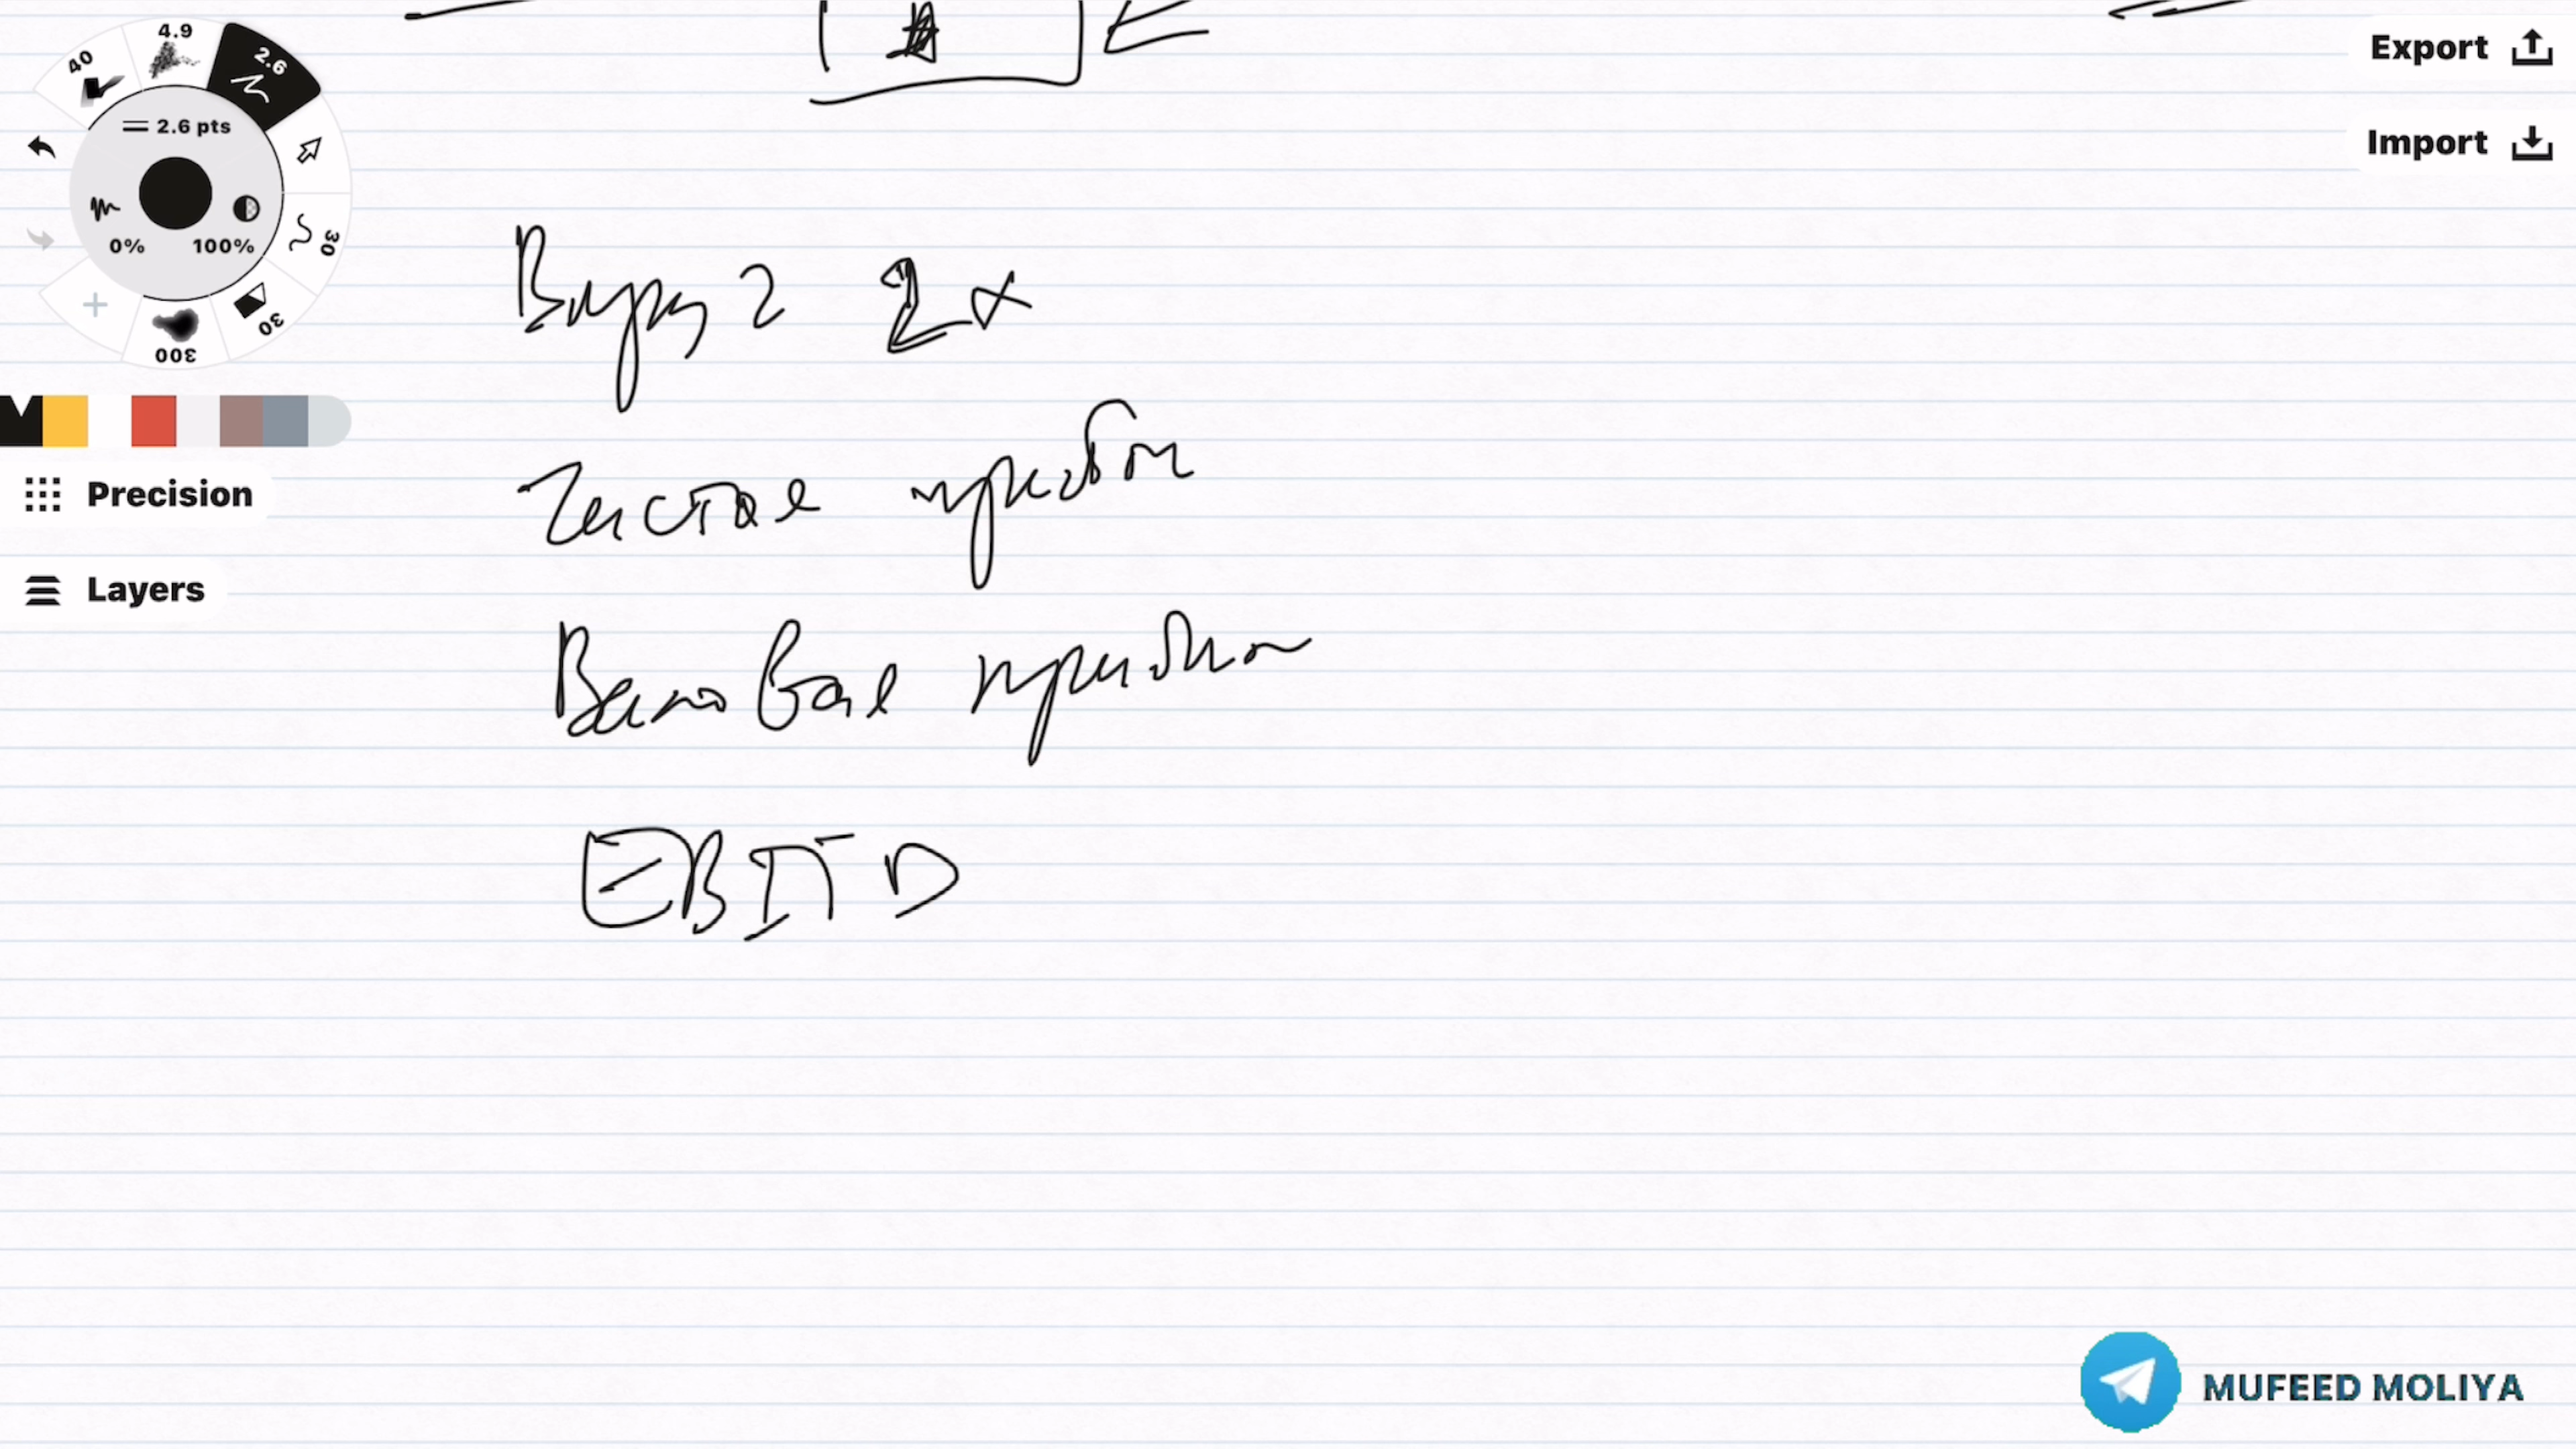 Export
Import
40
4.9
2.6
2.6 pts
0%
100%
30
30
300
Precision
Layers
2x
Чистая прибыль
Валовая прибыль
EBITD
MUFEED MOLIYA